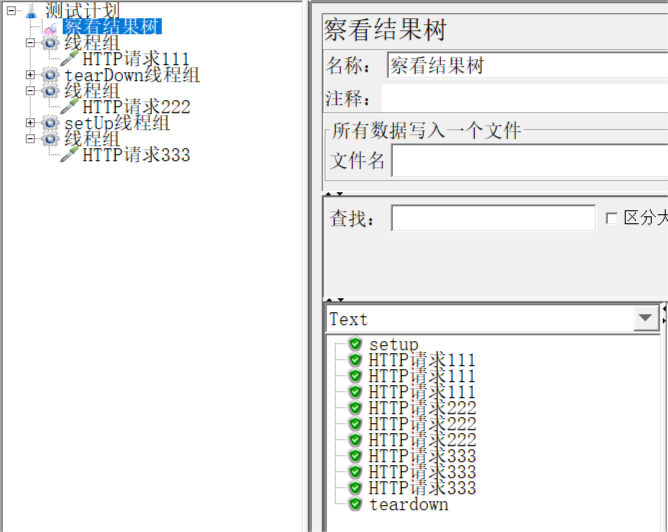 测试计划
察看结果树
线程组
HTTP请求111
tearDown线程组
线程组
HTTP请求222
setUp线程组
线程组
HTTP请求333
察看结果树
名称： 察看结果树
注释：
所有数据写入一个文件
文件名
查找： 区分大
Text
setup
HTTP请求111
HTTP请求111
HTTP请求111
HTTP请求222
HTTP请求222
HTTP请求222
HTTP请求333
HTTP请求333
HTTP请求333
teardown